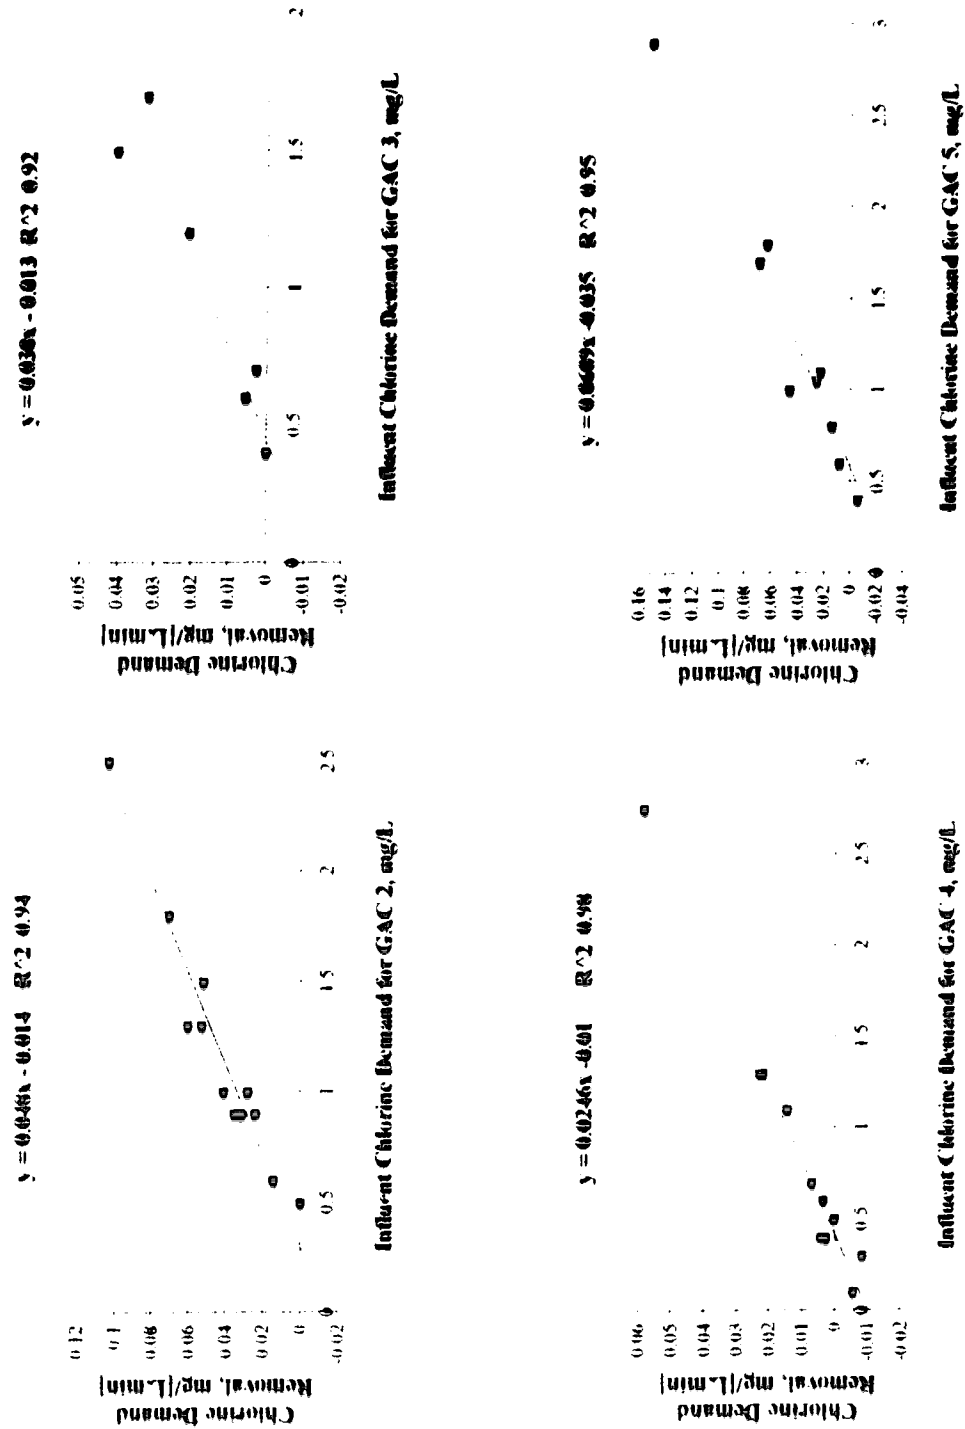 y = 0.048x - 0.014 R^2 0.94
Chlorine Demand
Removal, mg/[L.min]
0.12
0.1
0.08
0.06
0.04
0.02
0
-0.02
0 0.5 1 1.5 2 2.5
Influent Chlorine Demand for GAC 2, mg/L
y = 0.038x - 0.013 R^2 0.92
Chlorine Demand
Removal, mg/[L.min]
0.05
0.04
0.03
0.02
0.01
0
-0.01
-0.02
0.5 1 1.5 2
Influent Chlorine Demand for GAC 3, mg/L
y = 0.0246x -0.01 R^2 0.98
Chlorine Demand
Removal, mg/[L.min]
0.06
0.05
0.04
0.03
0.02
0.01
0
-0.01
-0.02
0 0.5 1 1.5 2 2.5 3
Influent Chlorine Demand for GAC 4, mg/L
y = 0.0609x -0.035 R^2 0.95
Chlorine Demand
Removal, mg/[L.min]
0.16
0.14
0.12
0.1
0.08
0.06
0.04
0.02
0
-0.02
-0.04
0.5 1 1.5 2 2.5 3
Influent Chlorine Demand for GAC 5, mg/L